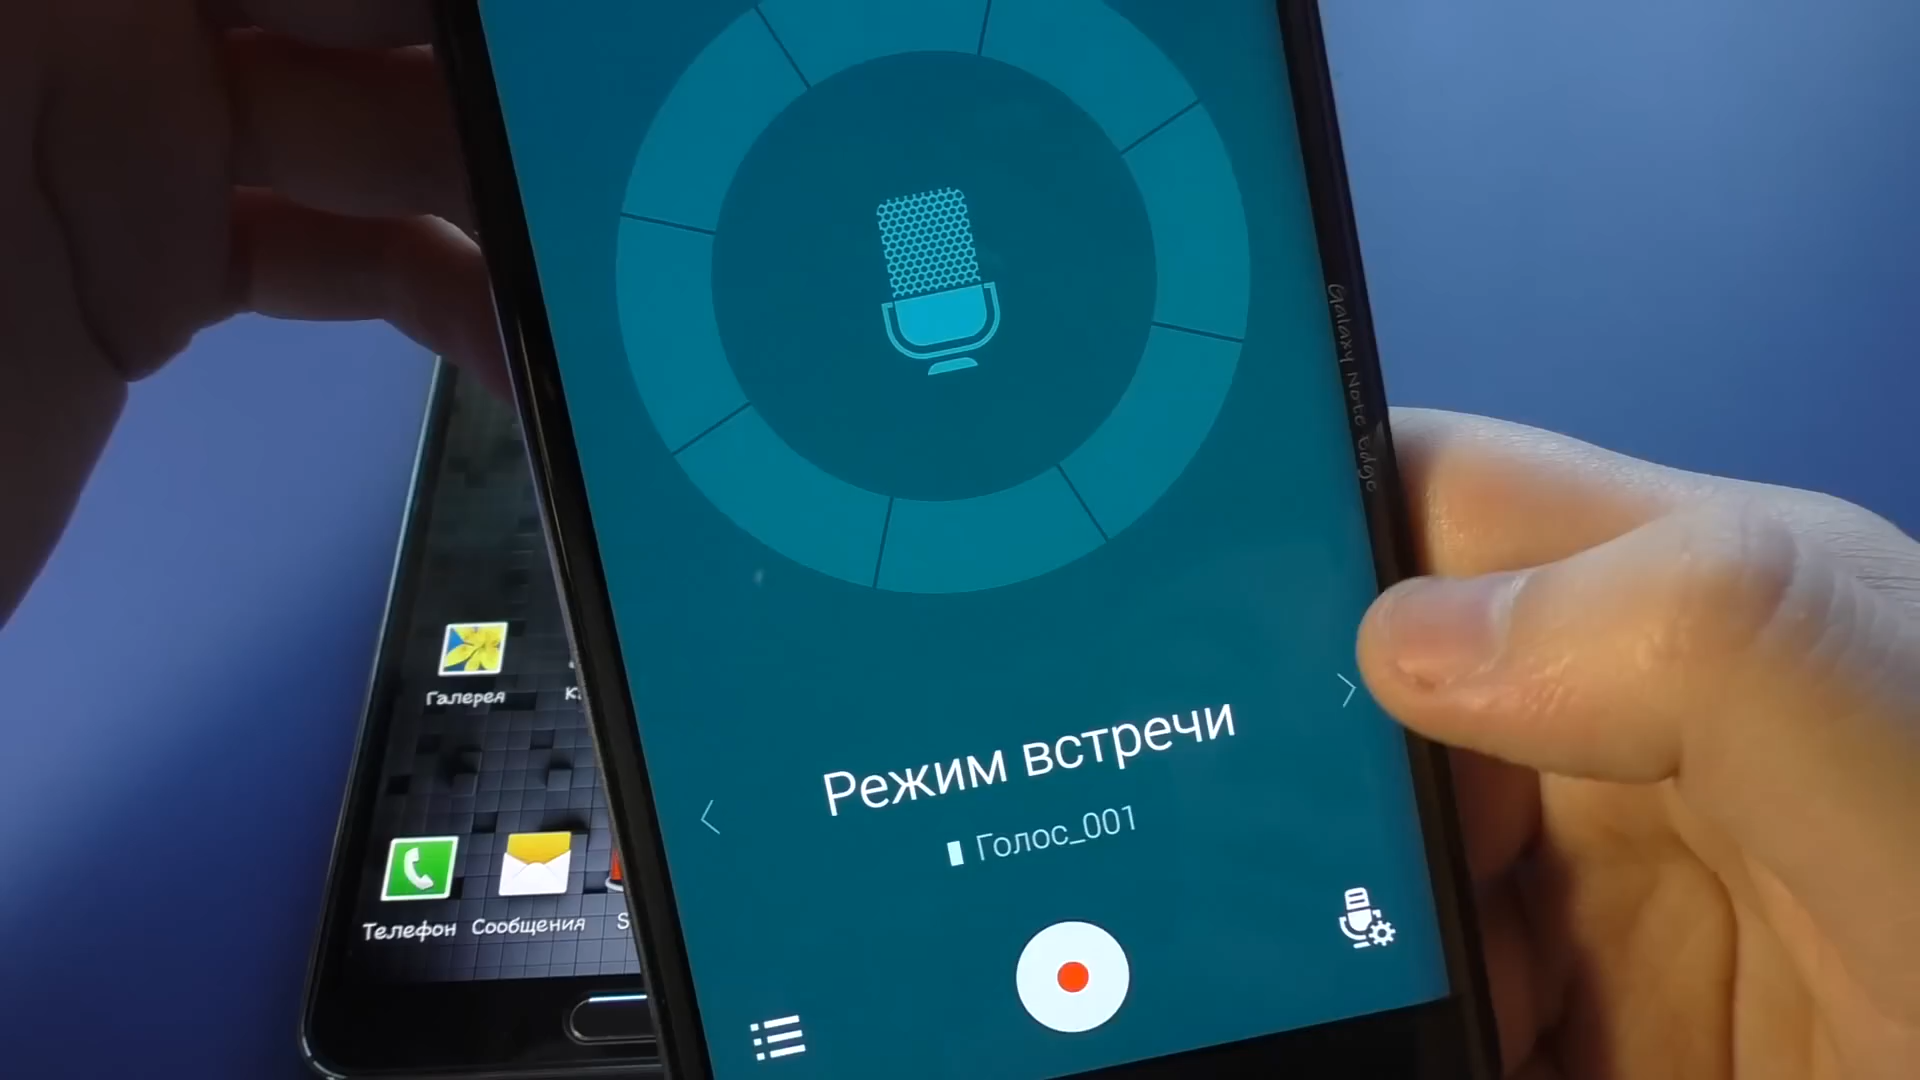 Galaxy Note Edge
Режим встречи
Голос_001
Галерея
Телефон
Сообщения